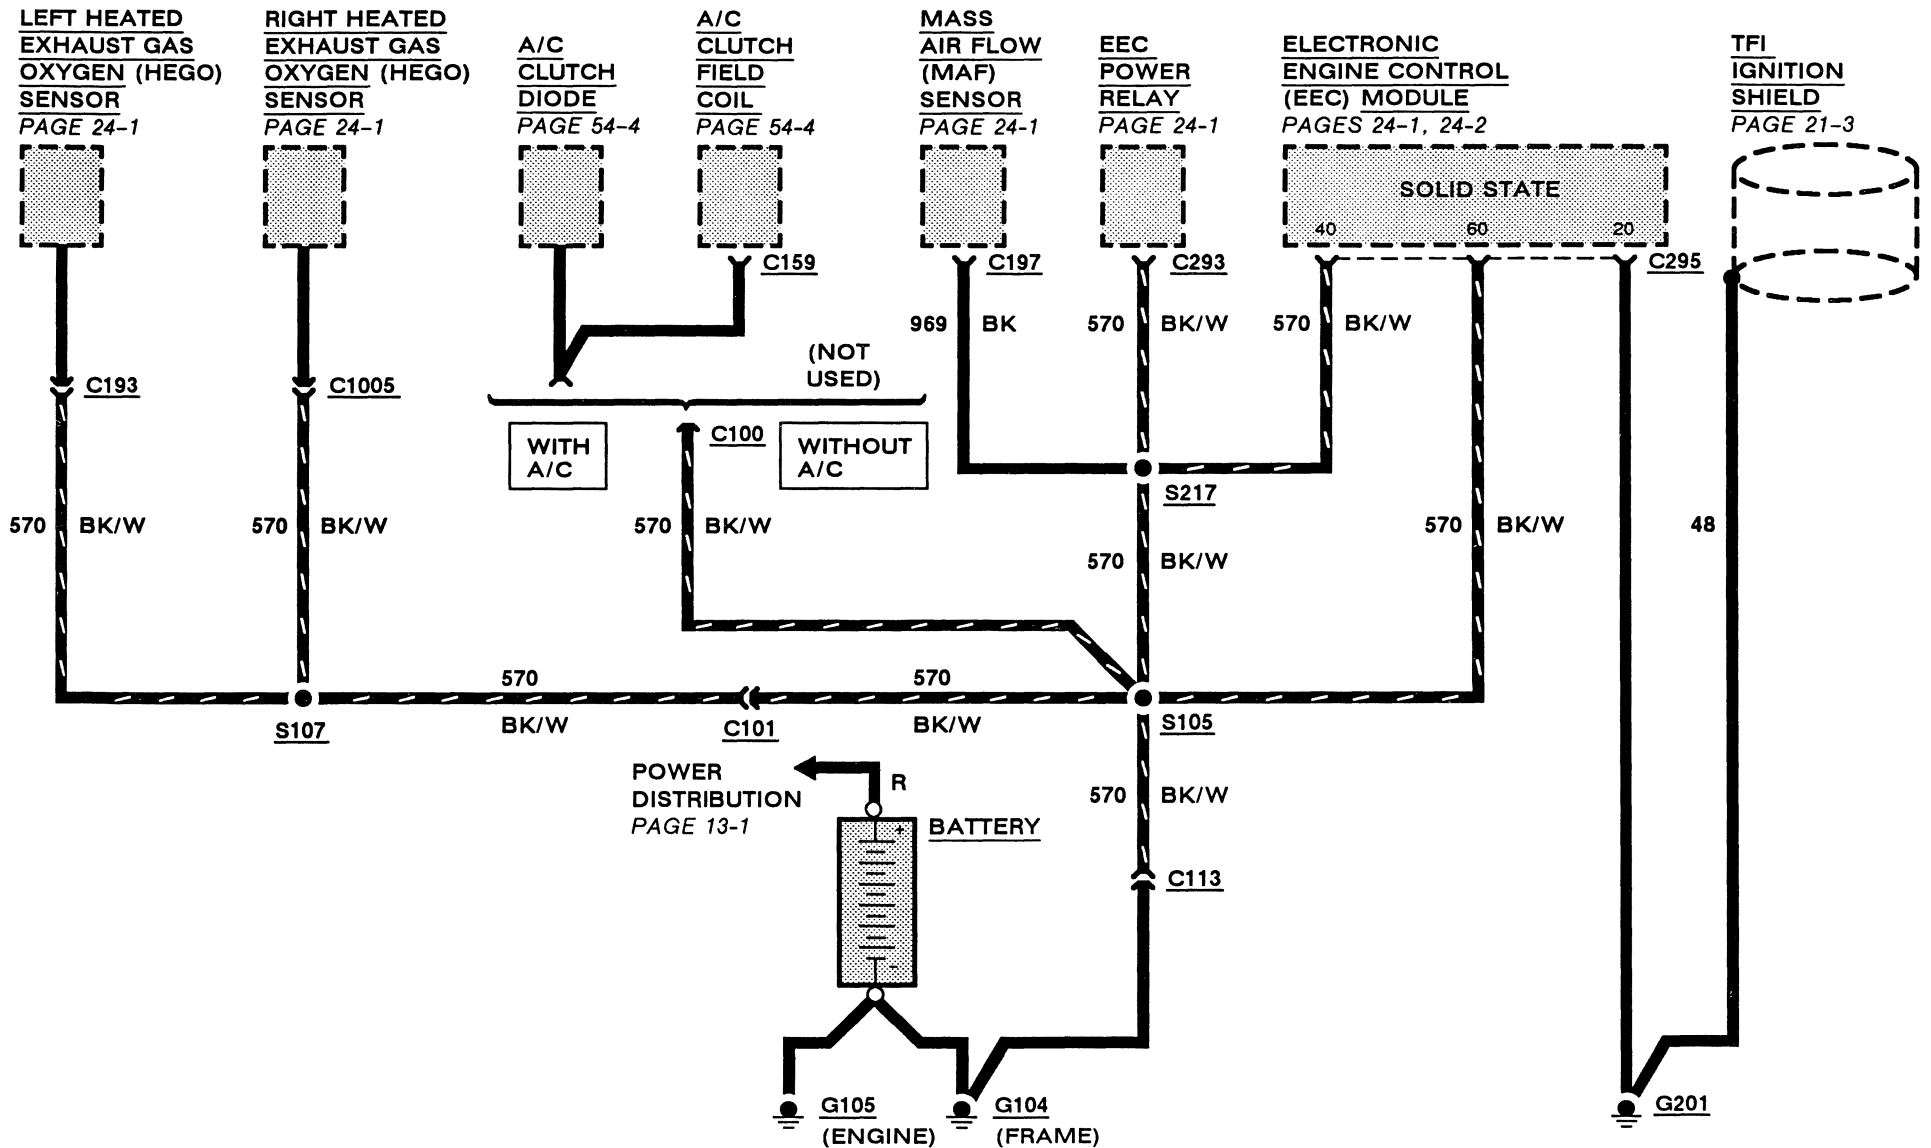 LEFT HEATED
EXHAUST GAS
OXYGEN (HEGO)
SENSOR
PAGE 24-1
RIGHT HEATED
EXHAUST GAS
OXYGEN (HEGO)
SENSOR
PAGE 24-1
A/C
CLUTCH
DIODE
PAGE 54-4
A/C
CLUTCH
FIELD
COIL
PAGE 54-4
MASS
AIR FLOW
(MAF)
SENSOR
PAGE 24-1
EEC
POWER
RELAY
PAGE 24-1
ELECTRONIC
ENGINE CONTROL
(EEC) MODULE
PAGES 24-1, 24-2
TFI
IGNITION
SHIELD
PAGE 21-3
SOLID STATE
40 60 20
C159
C197
C293
C295
969 BK
570 BK/W
570 BK/W
(NOT
USED)
C193
C1005
C100
WITH
A/C
WITHOUT
A/C
S217
570 BK/W
570 BK/W
570 BK/W
570 BK/W
48
570 BK/W
570
BK/W
570
BK/W
S107
C101
S105
POWER
DISTRIBUTION
PAGE 13-1
R
570 BK/W
+
BATTERY
-
C113
G105
(ENGINE)
G104
(FRAME)
G201